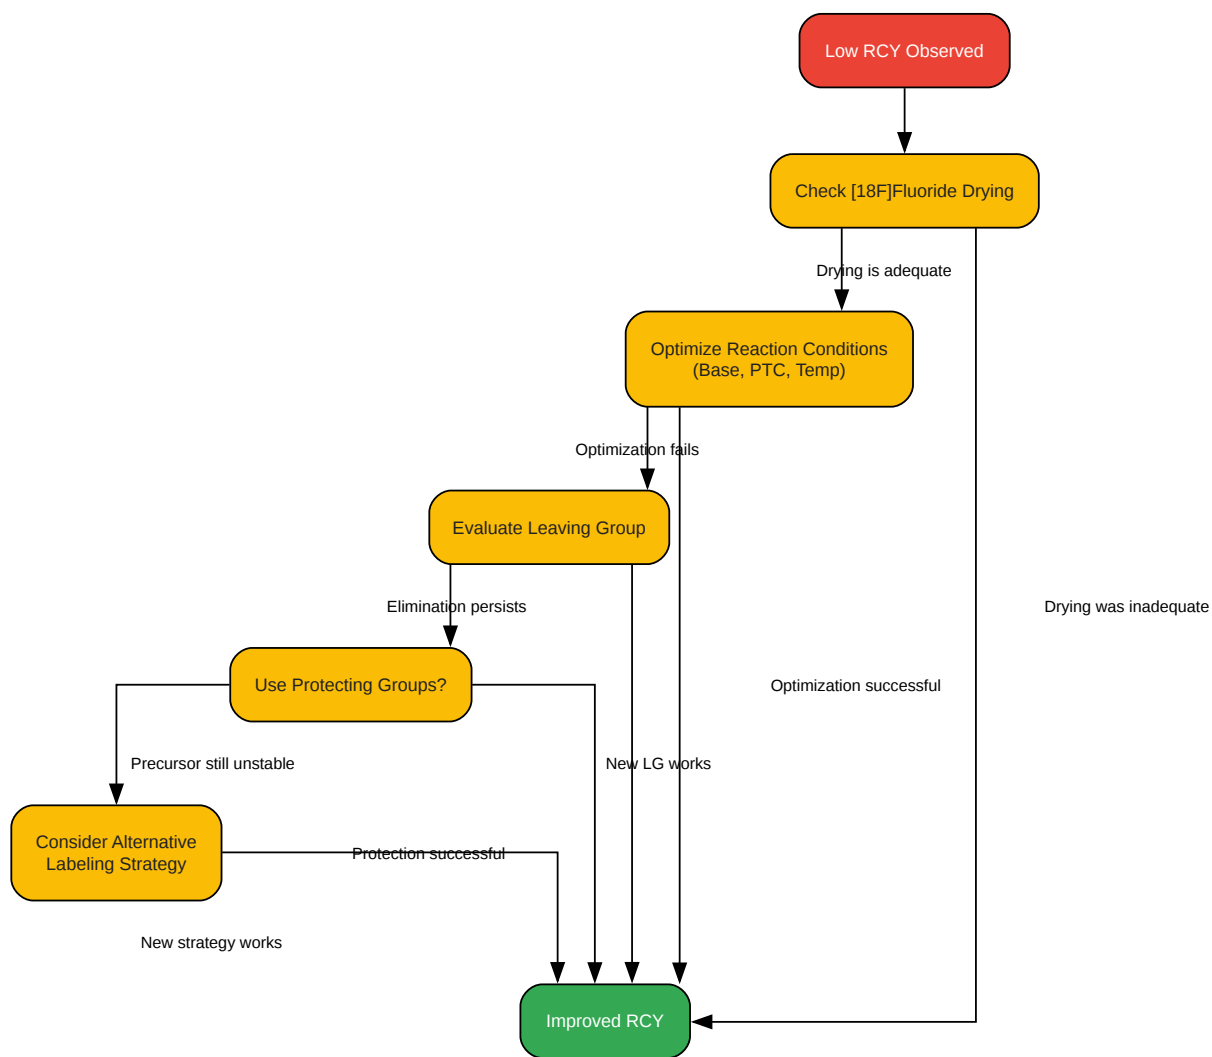 Low RCY Observed
Check [18F]Fluoride Drying
Drying is adequate
Optimize Reaction Conditions
(Base, PTC, Temp)
Optimization fails
Evaluate Leaving Group
Elimination persists
Drying was inadequate
Use Protecting Groups?
Optimization successful
Precursor still unstable
New LG works
Consider Alternative
Labeling Strategy
Protection successful
New strategy works
Improved RCY